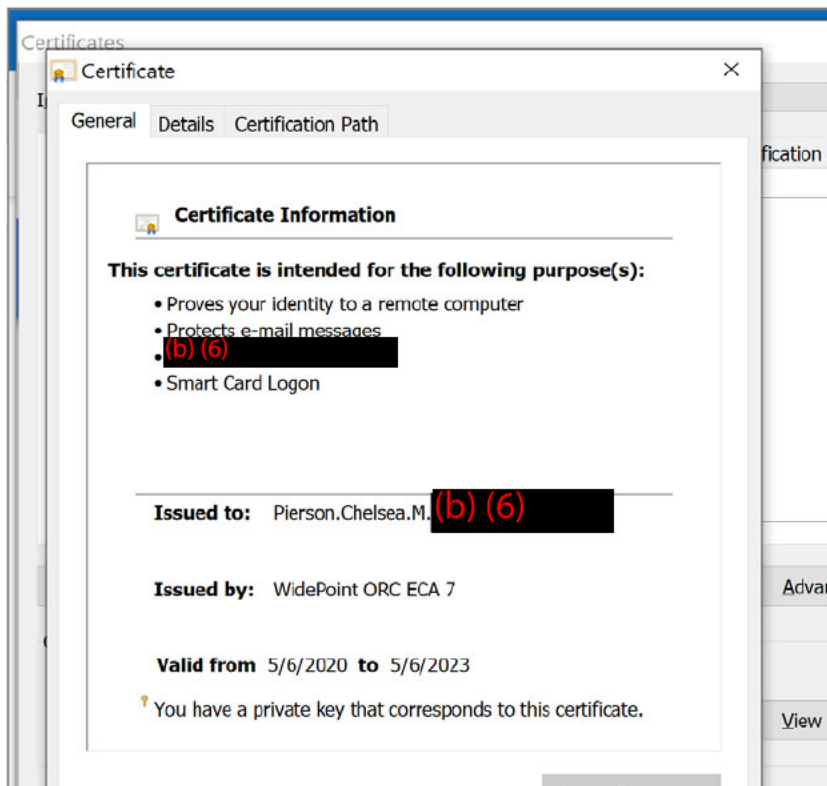 Certificates
Certificate
General Details Certification Path
fication
Certificate Information
This certificate is intended for the following purpose(s):
• Proves your identity to a remote computer
• Protects e-mail messages
• (b) (6)
• Smart Card Logon
Issued to: Pierson.Chelsea.M. (b) (6)
Issued by: WidePoint ORC ECA 7
Advan
Valid from 5/6/2020 to 5/6/2023
You have a private key that corresponds to this certificate.
View